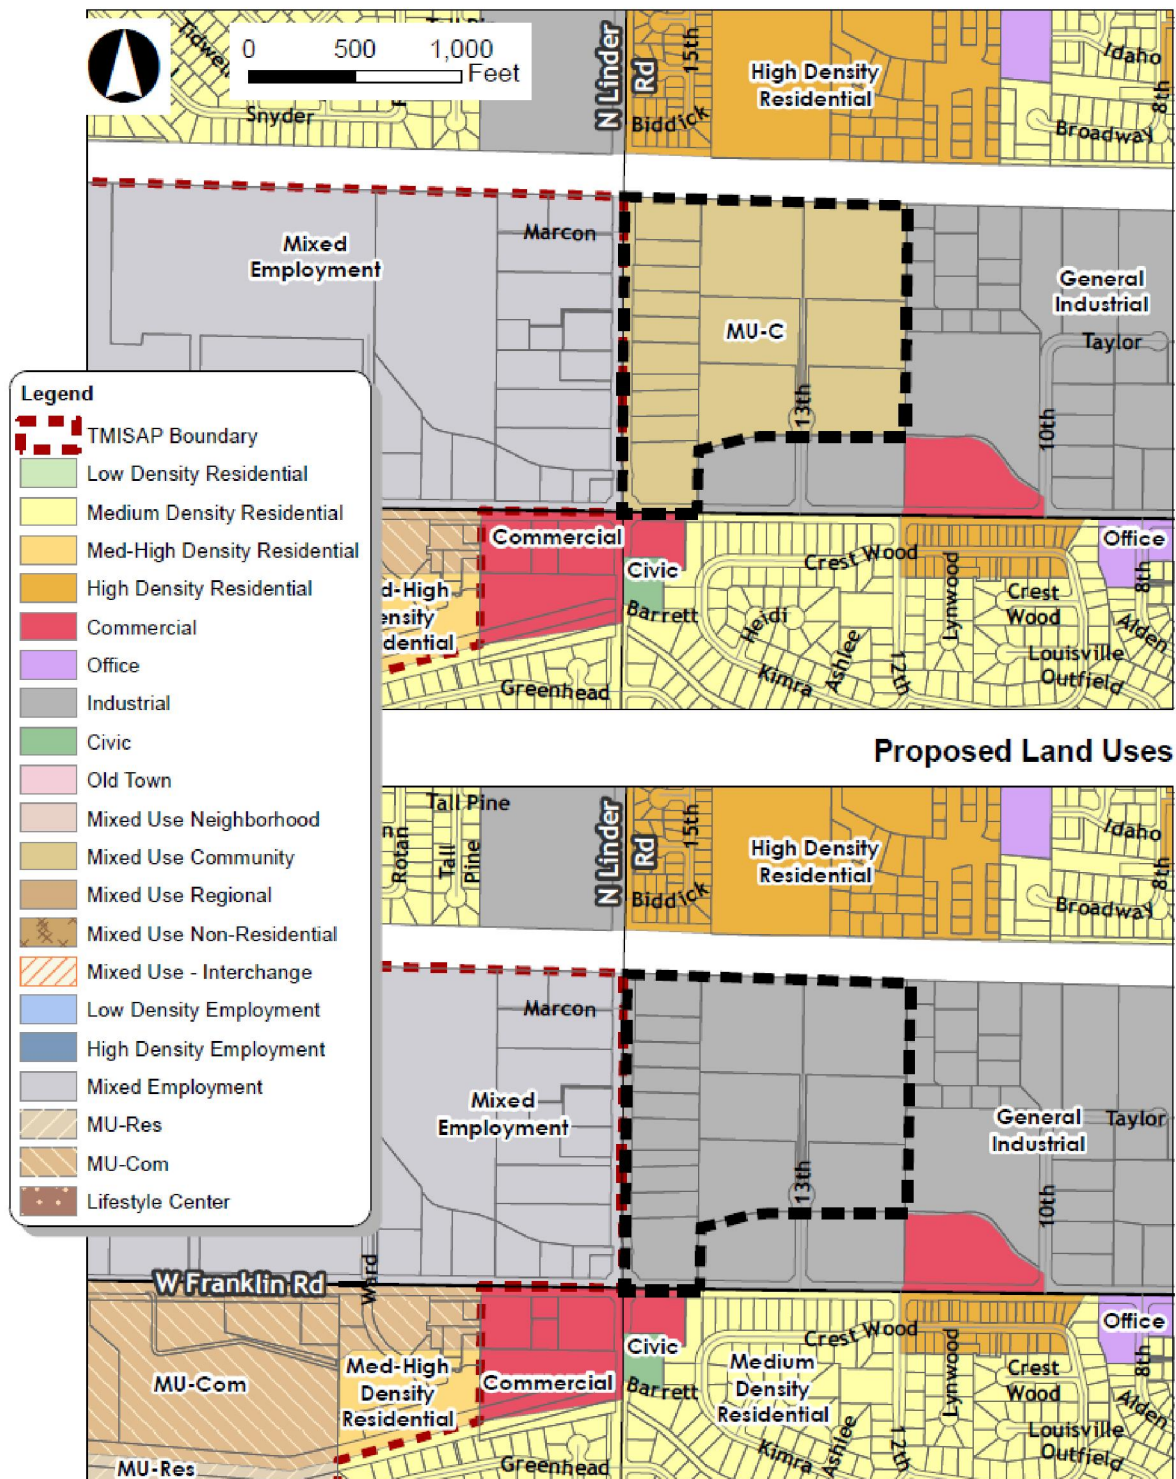 Tidwell
Tall Pine
0 500 1,000
Feet
Snyder
N Linder
Rd
15th
Biddick
High Density
Residential
Idaho
8th
Broadway
Mixed
Employment
Marcon
MU-C
13th
General
Industrial
Taylor
10th
Legend
TMISAP Boundary
Low Density Residential
Medium Density Residential
Med-High Density Residential
High Density Residential
Commercial
Office
Industrial
Civic
Old Town
Mixed Use Neighborhood
Mixed Use Community
Mixed Use Regional
Mixed Use Non-Residential
Mixed Use - Interchange
Low Density Employment
High Density Employment
Mixed Employment
MU-Res
MU-Com
Lifestyle Center
Commercial
Civic
d-High
ensity
dential
Barrett
Greenhead
Heidi
Kimra
Ashlee
12th
Crest Wood
Lynwood
Crest
Wood
Louisville
Outfield
Alden
8th
Office
Proposed Land Uses
Tall Pine
Rotan
Tall
Pine
N Linder
Rd
15th
Biddick
High Density
Residential
Idaho
8th
Broadway
Marcon
Mixed
Employment
13th
General
Industrial
Taylor
10th
W Franklin Rd
Ward
MU-Com
MU-Res
Med-High
Density
Residential
Commercial
Civic
Barrett
Greenhead
Medium
Density
Residential
Crest Wood
Kimra
Ashlee
12th
Lynwood
Crest
Wood
Louisville
Outfield
Alden
8th
Office